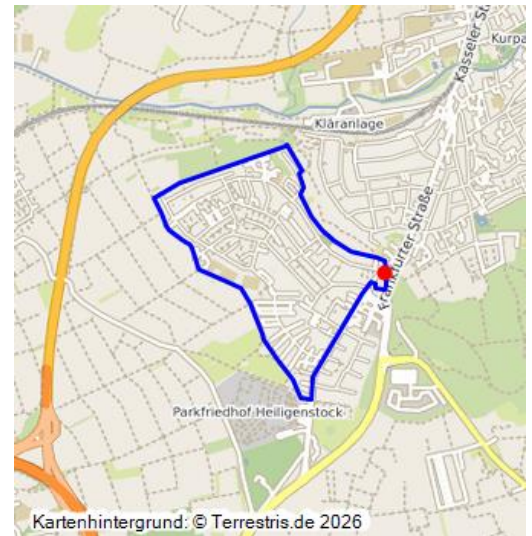 Kurpa
Kasseler St
Kläranlage
Frankfurter Straße
Parkfriedhof Heiligenstock
Kartenhintergrund: © Terrestris.de 2026